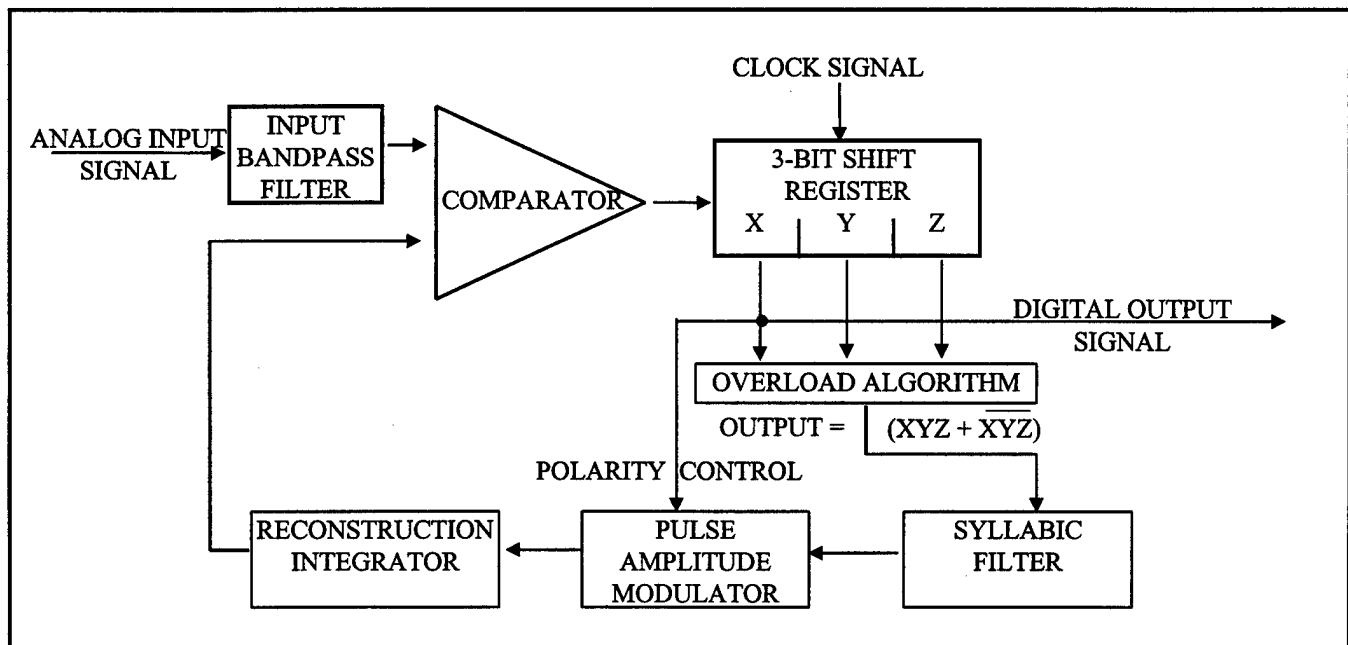 CLOCK SIGNAL
ANALOG INPUT
SIGNAL
INPUT
BANDPASS
FILTER
COMPARATOR
3-BIT SHIFT
REGISTER
X Y Z
DIGITAL OUTPUT
SIGNAL
OVERLOAD ALGORITHM
OUTPUT = (XYZ + X̅Y̅Z̅)
POLARITY CONTROL
RECONSTRUCTION
INTEGRATOR
PULSE
AMPLITUDE
MODULATOR
SYLLABIC
FILTER